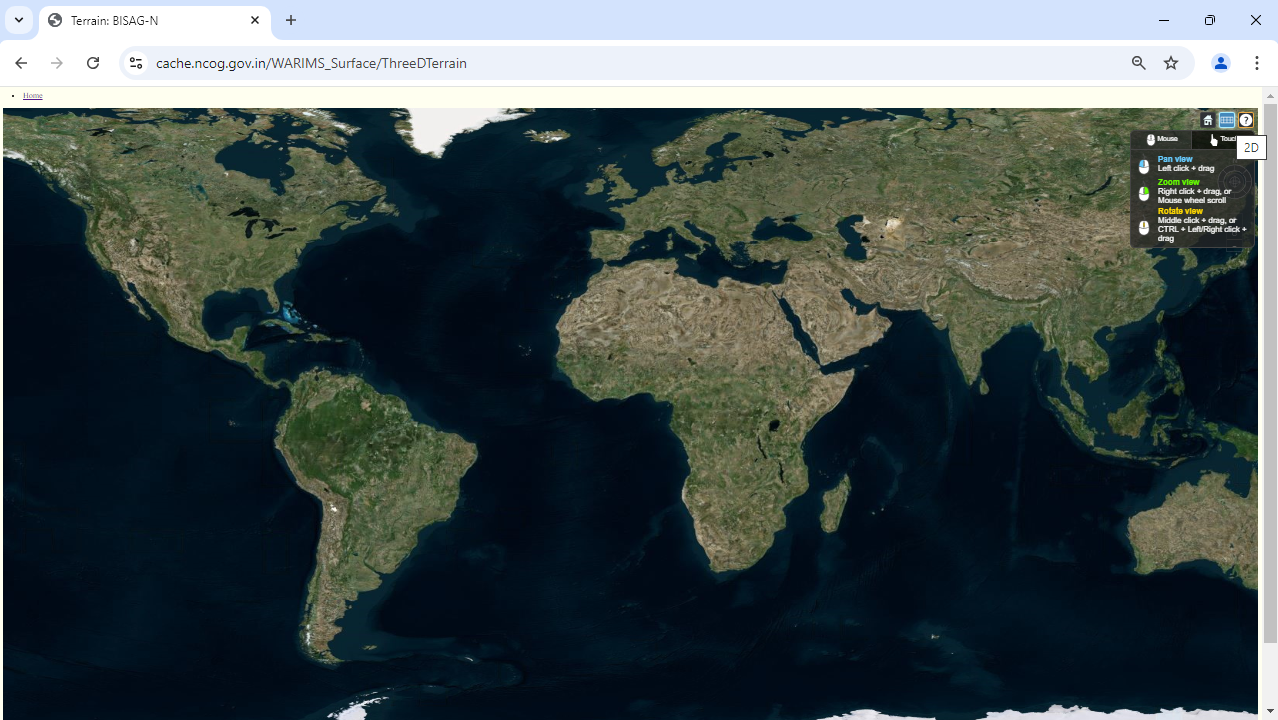 Terrain: BISAG-N
cache.ncog.gov.in/WARIMS_Surface/ThreeDTerrain
Home
?
Mouse
2D
Pan view
Left click + drag
Zoom view
Right click + drag, or
Mouse wheel scroll
Rotate view
Middle click + drag, or
CTRL + Left/Right click +
drag